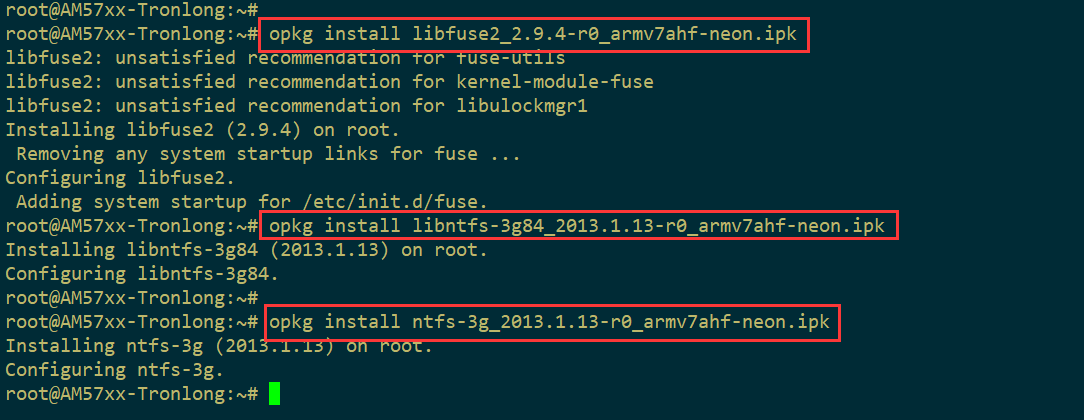 root@AM57xx-Tronlong:~#
root@AM57xx-Tronlong:~# opkg install libfuse2_2.9.4-r0_armv7ahf-neon.ipk
libfuse2: unsatisfied recommendation for fuse-utils
libfuse2: unsatisfied recommendation for kernel-module-fuse
libfuse2: unsatisfied recommendation for libulockmgr1
Installing libfuse2 (2.9.4) on root.
 Removing any system startup links for fuse ...
Configuring libfuse2.
 Adding system startup for /etc/init.d/fuse.
root@AM57xx-Tronlong:~# opkg install libntfs-3g84_2013.1.13-r0_armv7ahf-neon.ipk
Installing libntfs-3g84 (2013.1.13) on root.
Configuring libntfs-3g84.
root@AM57xx-Tronlong:~#
root@AM57xx-Tronlong:~# opkg install ntfs-3g_2013.1.13-r0_armv7ahf-neon.ipk
Installing ntfs-3g (2013.1.13) on root.
Configuring ntfs-3g.
root@AM57xx-Tronlong:~#